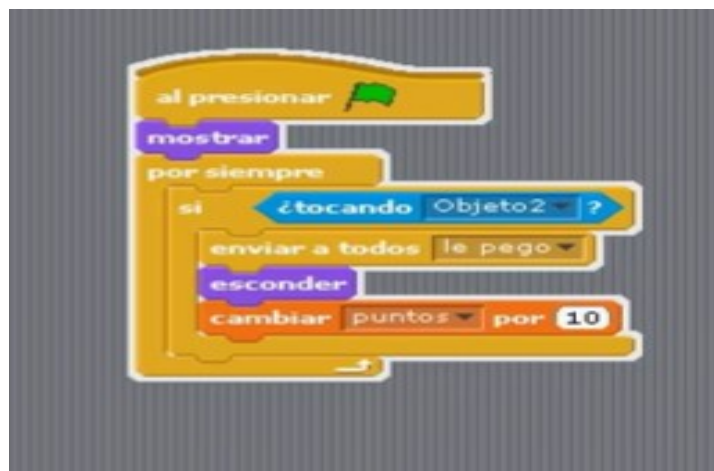 al presionar
mostrar
por siempre
si ¿tocando Objeto2 ?
enviar a todos le pego
esconder
cambiar puntos por 10